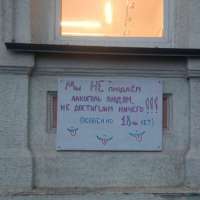 Мы НЕ продаём
алкоголь людям,
не достигшим ничего!!!
(особенно 18-ти лет)